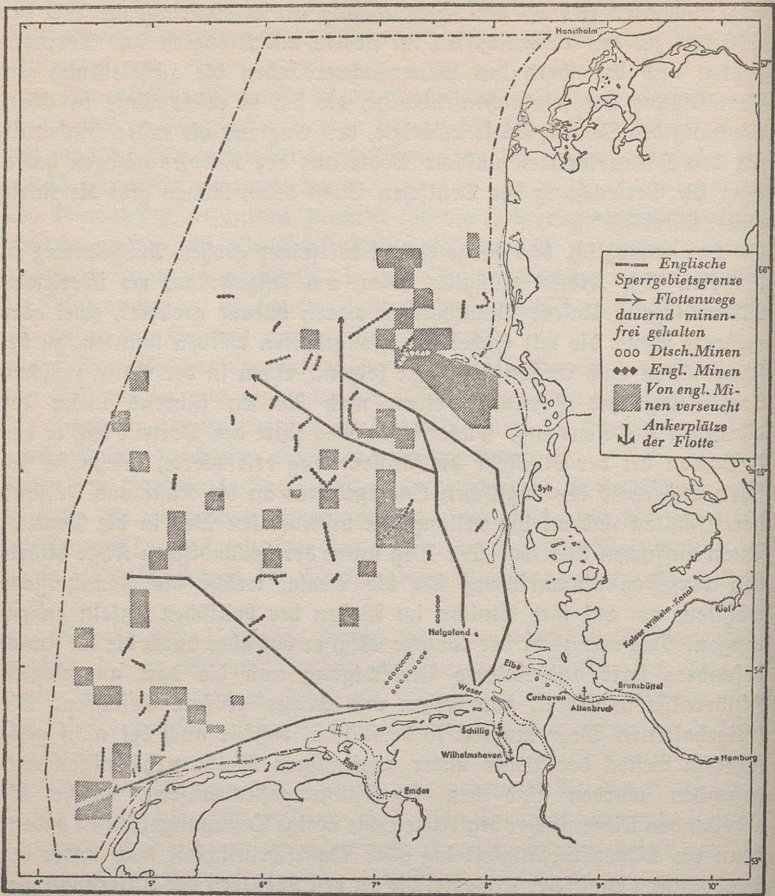 Hanstholm
57°
56°
Englische
Sperrgebietsgrenze
Flottenwege
dauernd minen-
frei gehalten
Dtsch. Minen
Engl. Minen
Von engl. Mi-
nen verseucht
Ankerplätze
der Flotte
55°
Sylt
Kaiser Wilhelm-Kanal
Kiel
Helgoland
54°
Elbe
Brunsbüttel
Weser
Cuxhaven
Altenbruch
Schillig
Wilhelmshaven
Hamburg
Ems
Emden
4°
5°
6°
7°
8°
9°
10°
53°